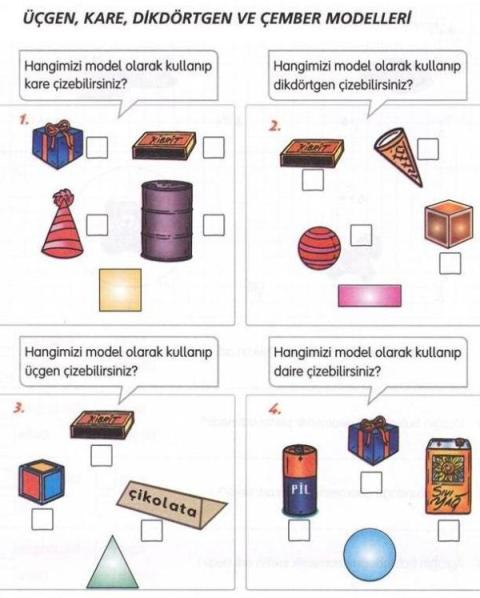 ÜÇGEN, KARE, DİKDÖRTGEN VE ÇEMBER MODELLERİ
Hangimizi model olarak kullanıp
kare çizebilirsiniz?
Hangimizi model olarak kullanıp
dikdörtgen çizebilirsiniz?
1.
KİBRİT
2.
KİBRİT
Hangimizi model olarak kullanıp
üçgen çizebilirsiniz?
Hangimizi model olarak kullanıp
daire çizebilirsiniz?
3.
KİBRİT
çikolata
4.
PİL
SIVI
YAĞ